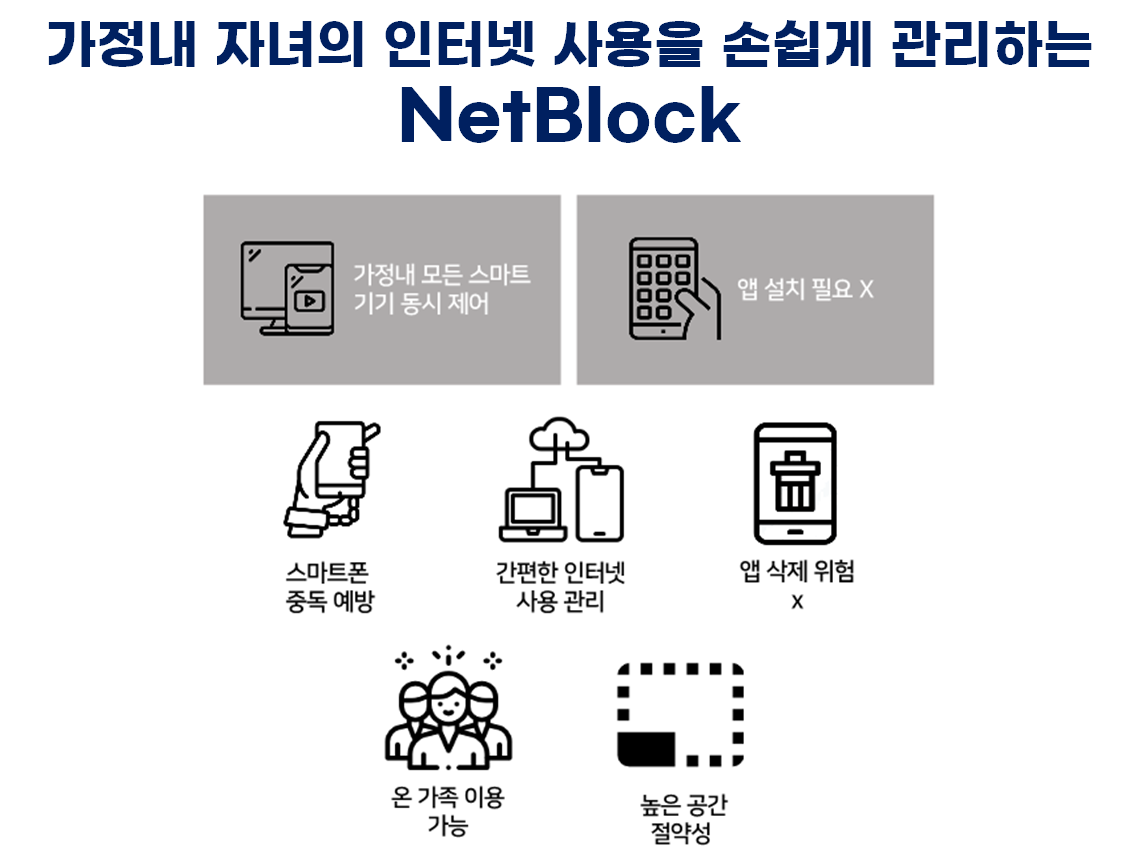 가정내 자녀의 인터넷 사용을 손쉽게 관리하는
NetBlock
가정내 모든 스마트
기기 동시 제어
앱 설치 필요 X
스마트폰
중독 예방
간편한 인터넷
사용 관리
앱 삭제 위험
x
온 가족 이용
가능
높은 공간
절약성